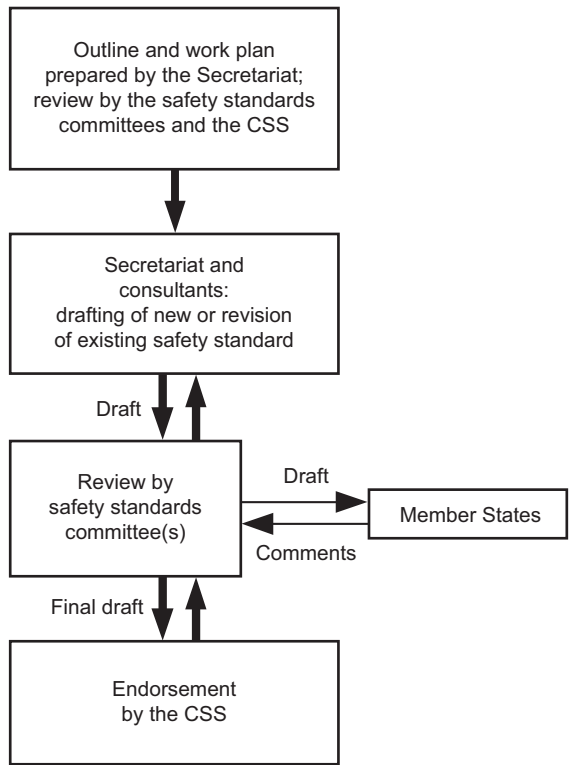 Outline and work plan
prepared by the Secretariat;
review by the safety standards
committees and the CSS
Secretariat and
consultants:
drafting of new or revision
of existing safety standard
Draft
Review by
safety standards
committee(s)
Draft
Member States
Comments
Final draft
Endorsement
by the CSS